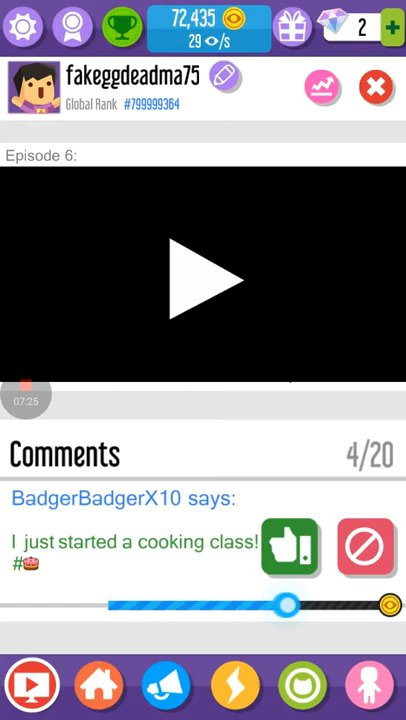 72,435
29 /s
2
fakeggdeadma75
Global Rank #799999364
Episode 6:
07:25
Comments 4/20
BadgerBadgerX10 says:
I just started a cooking class!
#🍰